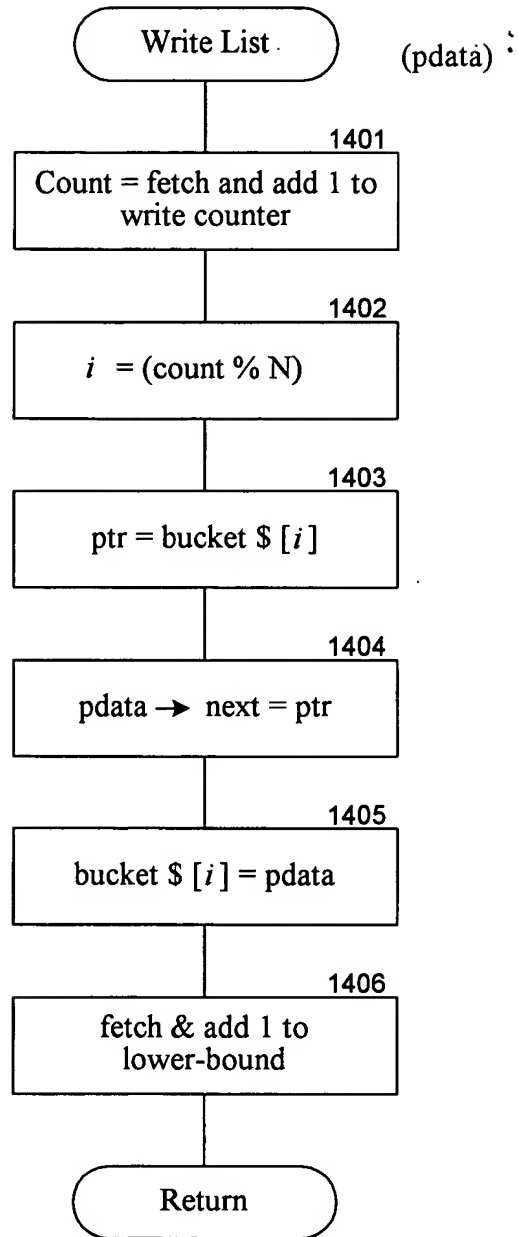 Write List
(pdata)
1401
Count = fetch and add 1 to
write counter
1402
i = (count % N)
1403
ptr = bucket $ [i]
1404
pdata → next = ptr
1405
bucket $ [i] = pdata
1406
fetch & add 1 to
lower-bound
Return